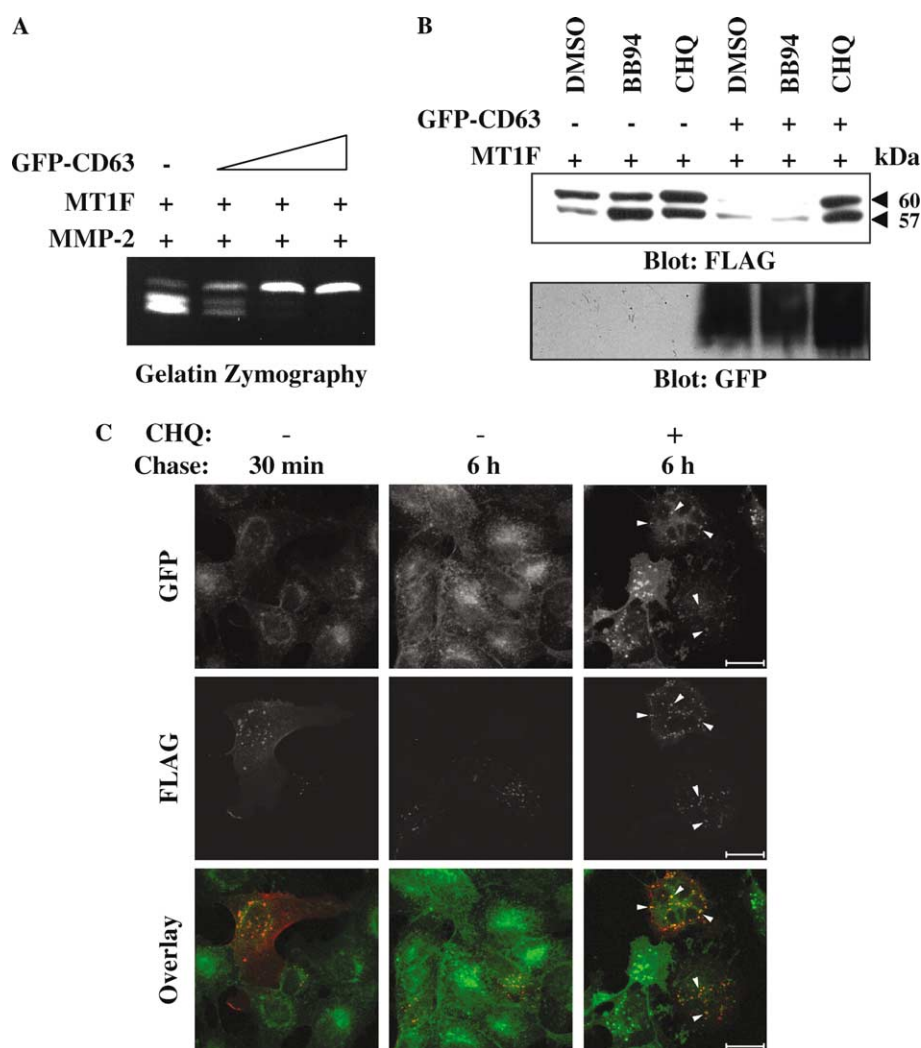 A
GFP-CD63 -
MT1F + + + +
MMP-2 + + + +
Gelatin Zymography
B
DMSO BB94 CHQ DMSO BB94 CHQ
GFP-CD63 - - - + + +
MT1F + + + + + + kDa
60
57
Blot: FLAG
Blot: GFP
C
CHQ: - - +
Chase: 30 min 6 h 6 h
GFP
FLAG
Overlay